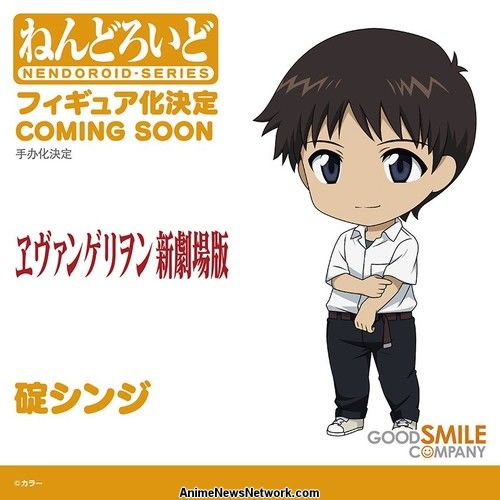 ねんどろいど
NENDOROID-SERIES
フィギュア化決定
COMING SOON
手办化決定
ヱヴァンゲリヲン新劇場版
碇シンジ
GOOD SMILE
COMPANY
©カラー
AnimeNewsNetwork.com